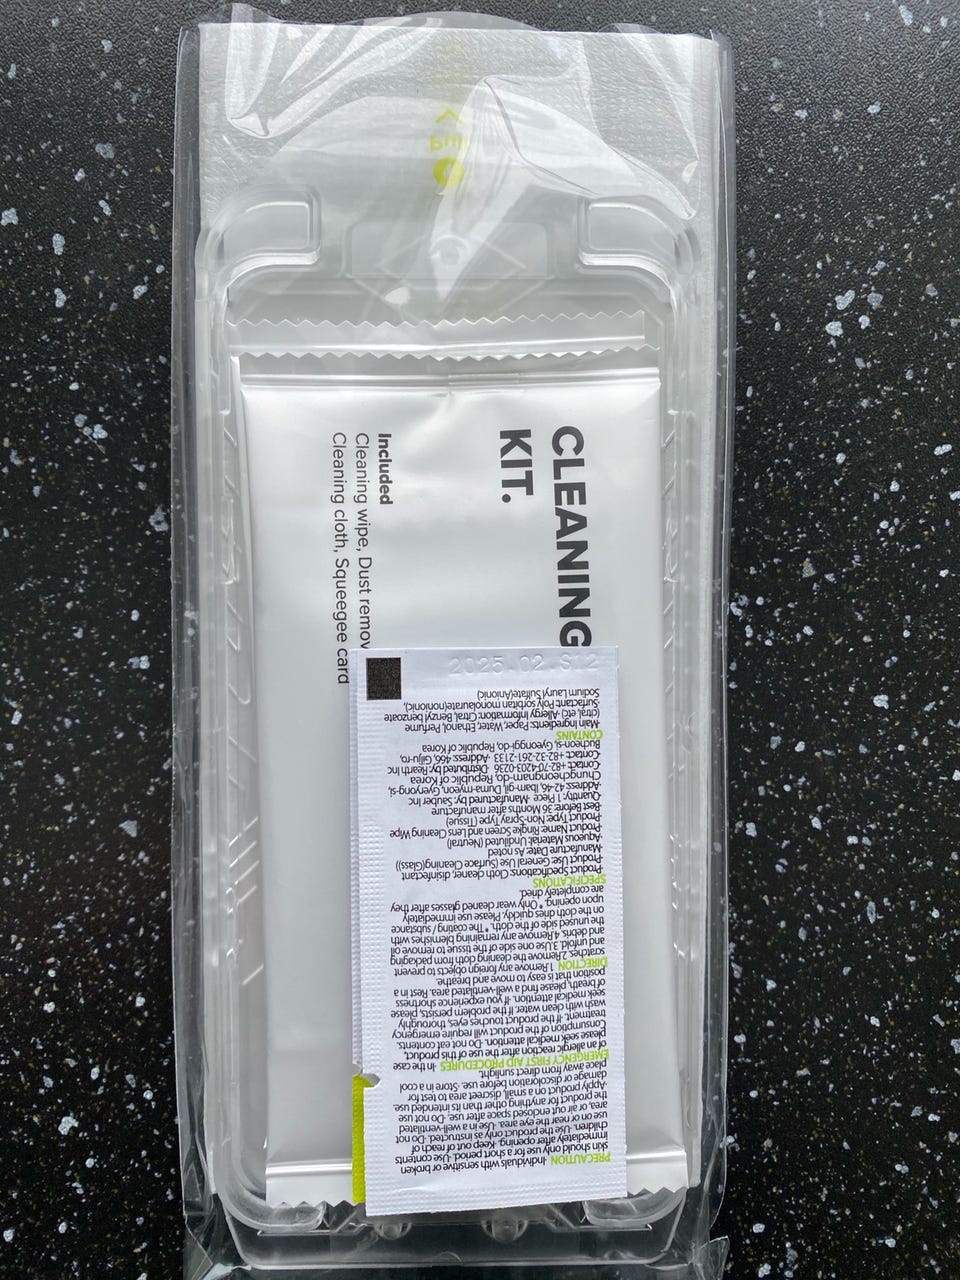 Pull
CLEANING
KIT.
Included
Cleaning wipe, Dust remov
Cleaning cloth, Squeegee card
PRECAUTION -Individuals with sensitive or broken
skin should only use for a short period. -Use contents
immediately after opening. -Keep out of reach of
children. -Use the product only as instructed. -Do not
use on or near the eye area. -Use in a well-ventilated
area, or air out enclosed space after use. -Do not use
the product for anything other than its intended use.
-Apply product on a small, discreet area to test for
damage or discoloration before use. -Store in a cool
place away from direct sunlight.
EMERGENCY FIRST AID PROCEDURES -In the case
of an allergic reaction after the use of this product,
please seek medical attention. -Do not eat contents.
Consumption of the product will require emergency
treatment. -If the product touches eyes, thoroughly
wash with clean water. If the problem persists, please
seek medical attention. -If you experience shortness
of breath, please find a well-ventilated area. Rest in a
position that is easy to move and breathe.
DIRECTION 1.Remove any foreign objects to prevent
scratches. 2.Remove the cleaning cloth from packaging
and unfold. 3.Use one side of the tissue to remove oil
and debris. 4.Remove any remaining blemishes with
the unused side of the cloth. *The coating / substance
on the cloth dries quickly. Please use immediately
upon opening. * Only wear cleaned glasses after they
are completely dried.
SPECIFICATIONS
-Product Specifications: Cloth cleaner, disinfectant
-Product Use: General Use (Surface Cleaning(Glass))
-Manufacture Date: As noted
-Aqueous Material: Undiluted (Neutral)
-Product Name: Ringke Screen and Lens Cleaning Wipe
-Product Type: Non-Spray Type (Tissue)
-Best Before: 36 Months after manufacture
-Quantity: 1 Piece -Manufactured by: Sauber Inc
-Address: 42-46, Ibam-gil, Duma-myeon, Gyeryong-si,
Chungcheongnam-do, Republic of Korea
-Contact: +82-70-4203-0236 -Distributed by: Rearth Inc
-Contact: +82-32-261-2133 -Address: 466, Gilju-ro,
Bucheon-si, Gyeonggi-do, Republic of Korea
CONTAINS
-Main Ingredients: Paper, Water, Ethanol, Perfume
(citral, etc) -Allergy Information: Citral, Benzyl benzoate
-Surfactant: Poly sorbitan monolaurate(nonionic),
Sodium Lauryl Sulfate(Anionic)
2025.02.S12